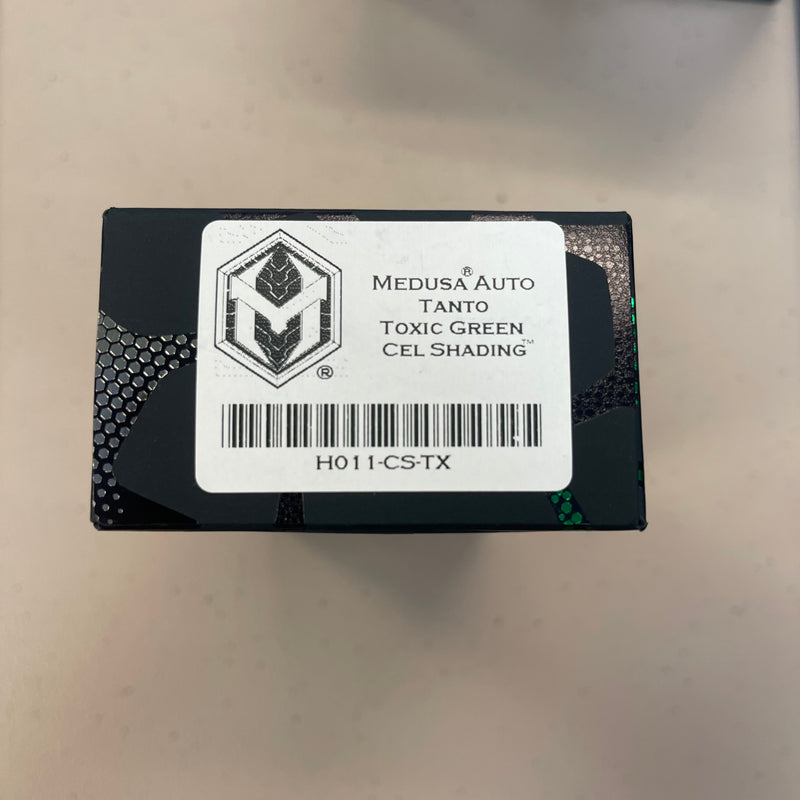 Medusa® Auto
Tanto
Toxic Green
Cel Shading™
®
H011-CS-TX